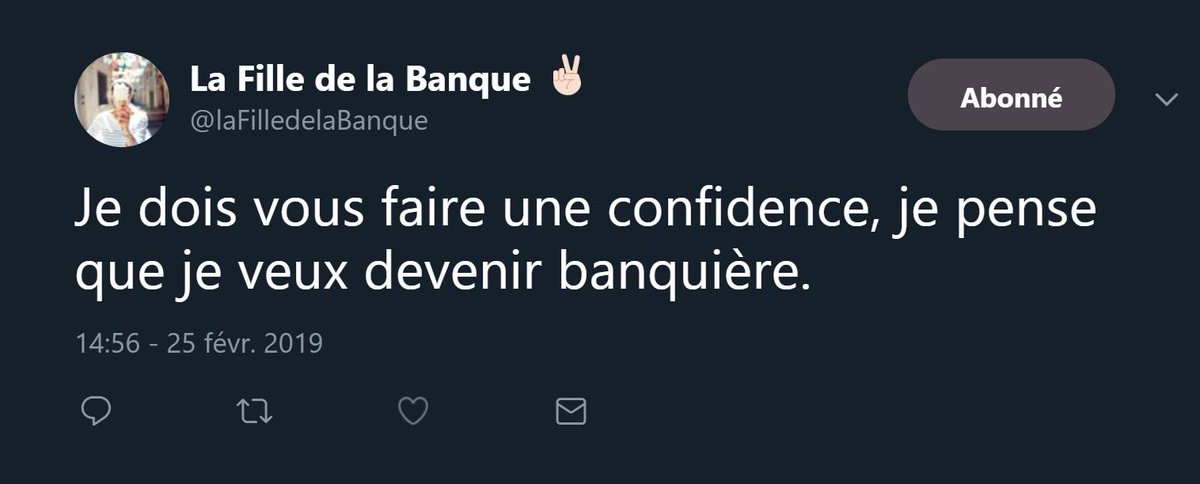 La Fille de la Banque ✌🏻
@laFilledelaBanque
Abonné
Je dois vous faire une confidence, je pense
que je veux devenir banquière.
14:56 - 25 févr. 2019